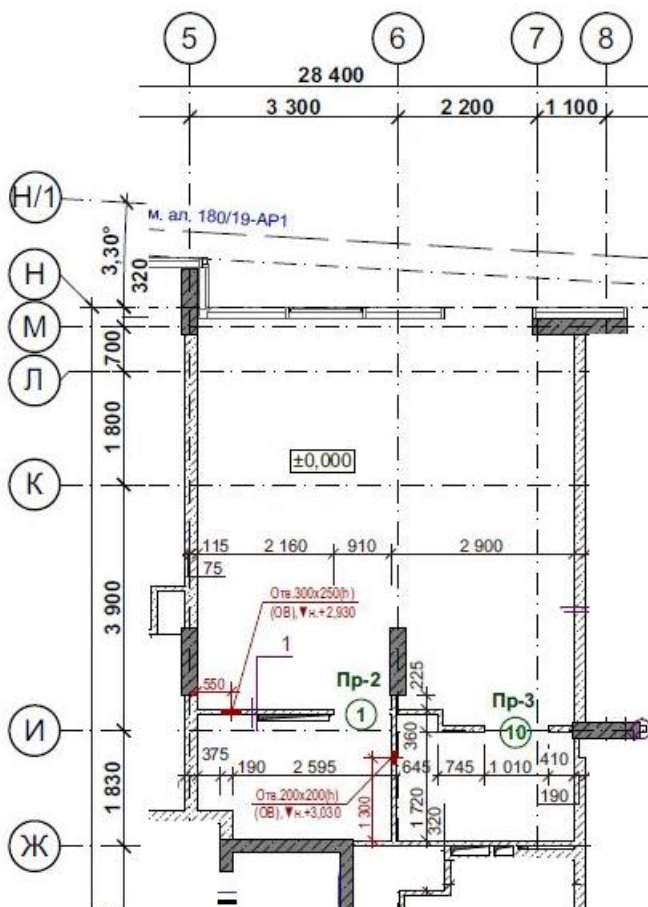 5 6 7 8
28 400
3 300 2 200 1 100
Н/1
м. ал. 180/19-АР1
3,30°
320
Н
М
700
Л
1 800
±0,000
К
115 2 160 910 2 900
75
3 900
Отв.300х250(h)
(ОВ),▼н.+2,930
1
550
Пр-2
225
Пр-3
1
10
И
360
375 190 2 595 645 745 1 010 410
190
1 830
Отв.200х200(h)
(ОВ),▼н.+3,030
1 300
1 720
320
Ж